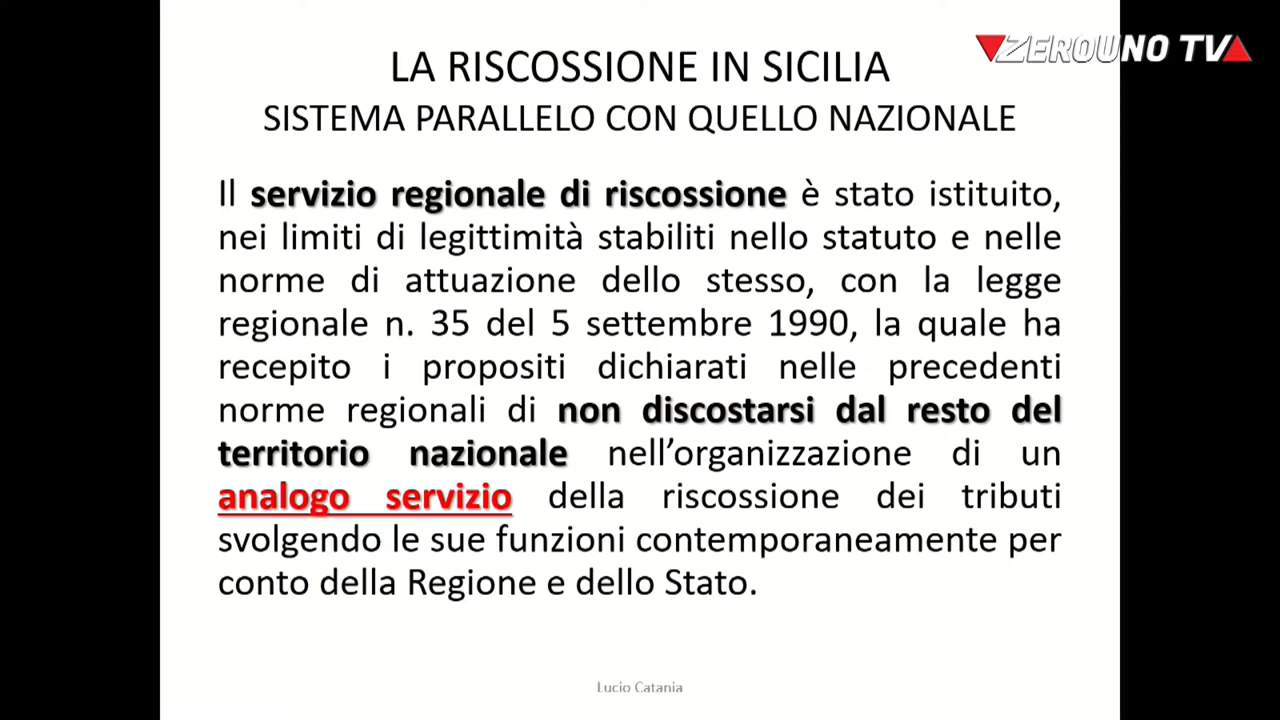 ZEROUNO TV
LA RISCOSSIONE IN SICILIA
SISTEMA PARALLELO CON QUELLO NAZIONALE
Il servizio regionale di riscossione è stato istituito,
nei limiti di legittimità stabiliti nello statuto e nelle
norme di attuazione dello stesso, con la legge
regionale n. 35 del 5 settembre 1990, la quale ha
recepito i propositi dichiarati nelle precedenti
norme regionali di non discostarsi dal resto del
territorio nazionale nell’organizzazione di un
analogo servizio della riscossione dei tributi
svolgendo le sue funzioni contemporaneamente per
conto della Regione e dello Stato.
Lucio Catania